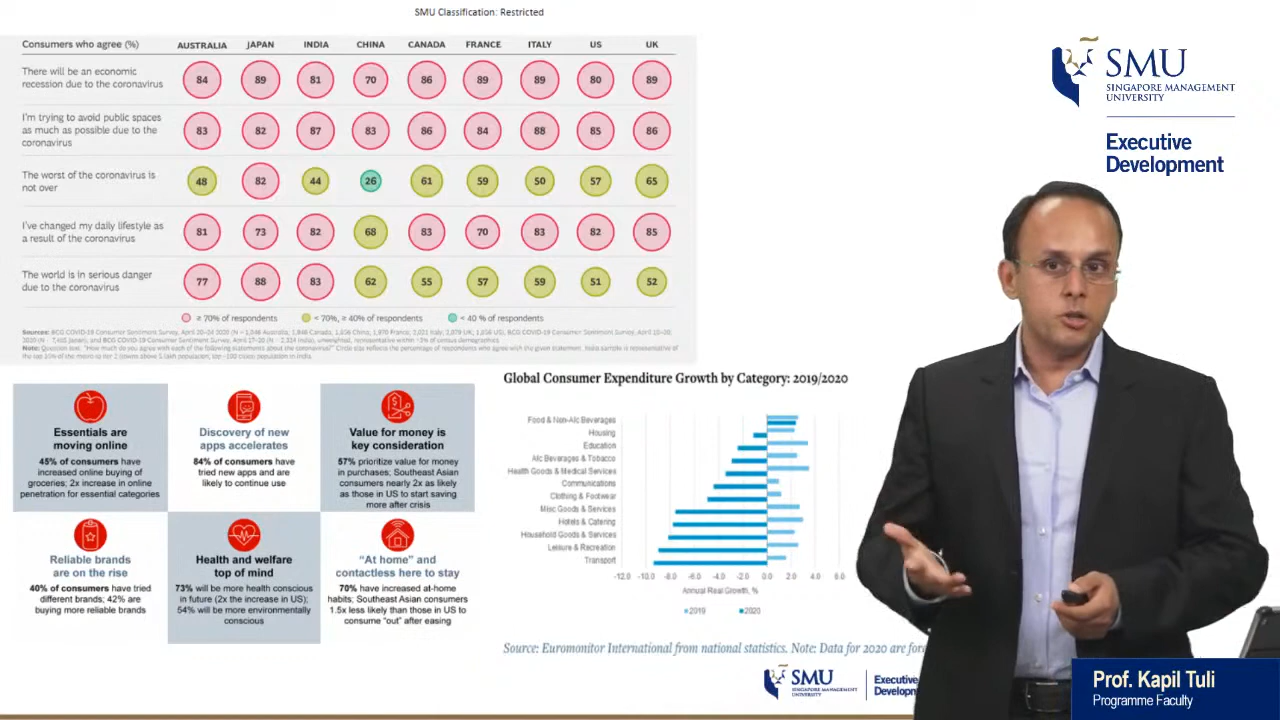 SMU Classification: Restricted
Consumers who agree (%) AUSTRALIA JAPAN INDIA CHINA CANADA FRANCE ITALY US UK
There will be an economic
recession due to the coronavirus
84 89 81 70 86 89 89 80 89
I'm trying to avoid public spaces
as much as possible due to the
coronavirus
83 82 87 83 86 84 88 85 86
The worst of the coronavirus is
not over
48 82 44 26 61 59 50 57 65
I've changed my daily lifestyle as
a result of the coronavirus
81 73 82 68 83 70 83 82 85
The world is in serious danger
due to the coronavirus
77 88 83 62 55 57 59 51 52
≥ 70% of respondents < 70%, ≥ 40% of respondents < 40 % of respondents
Essentials are
moving online
45% of consumers have
increased online buying of
groceries; 2x increase in online
penetration for essential categories
Discovery of new
apps accelerates
84% of consumers have
tried new apps and are
likely to continue use
Value for money is
key consideration
57% prioritize value for money
in purchases; Southeast Asian
consumers nearly 2x as likely
as those in US to start saving
more after crisis
Reliable brands
are on the rise
40% of consumers have tried
different brands; 42% are
buying more reliable brands
Health and welfare
top of mind
73% will be more health conscious
in future (2x the increase in US);
54% will be more environmentally
conscious
“At home” and
contactless here to stay
70% have increased at-home
habits; Southeast Asian consumers
1.5x less likely than those in US to
consume “out” after easing
Global Consumer Expenditure Growth by Category: 2019/2020
Food & Non-Alc Beverages
Housing
Education
Alc Beverages & Tobacco
Health Goods & Medical Services
Communications
Clothing & Footwear
Misc Goods & Services
Hotels & Catering
Household Goods & Services
Leisure & Recreation
Transport
-12.0 -10.0 -8.0 -6.0 -4.0 -2.0 0.0 2.0 4.0 6.0
Annual Real Growth, %
2019 2020
Source: Euromonitor International from national statistics. Note: Data for 2020 are
SMU
SINGAPORE MANAGEMENT
UNIVERSITY
Executive
SMU
SINGAPORE MANAGEMENT
UNIVERSITY
Executive
Development
Prof. Kapil Tuli
Programme Faculty